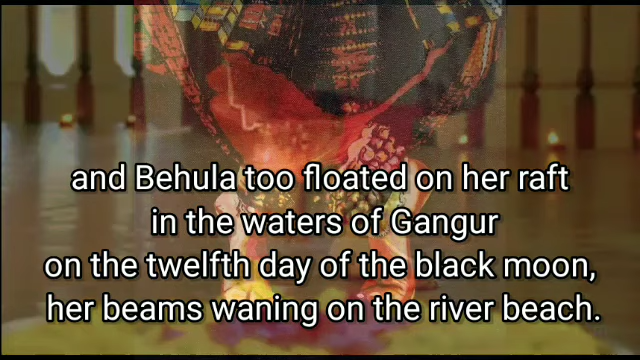 and Behula too floated on her raft
in the waters of Gangur
on the twelfth day of the black moon,
her beams waning on the river beach.